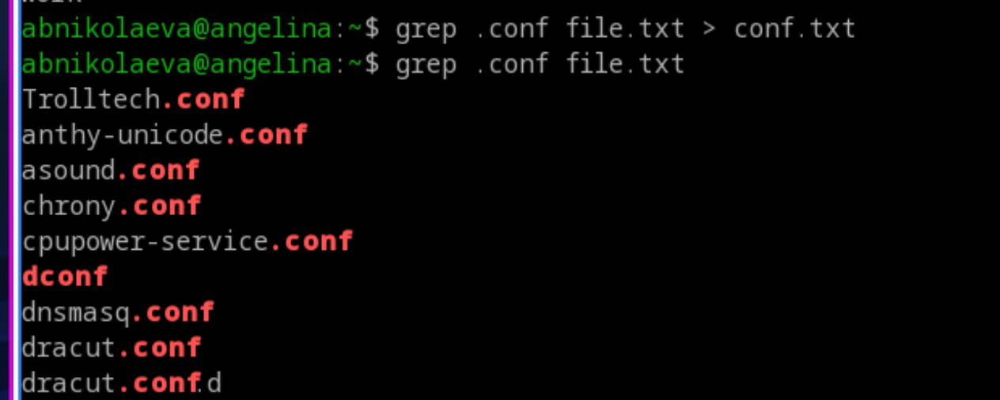 abnikolaeva@angelina:~$ grep .conf file.txt > conf.txt
abnikolaeva@angelina:~$ grep .conf file.txt
Trolltech.conf
anthy-unicode.conf
asound.conf
chrony.conf
cpupower-service.conf
dconf
dnsmasq.conf
dracut.conf
dracut.conf.d